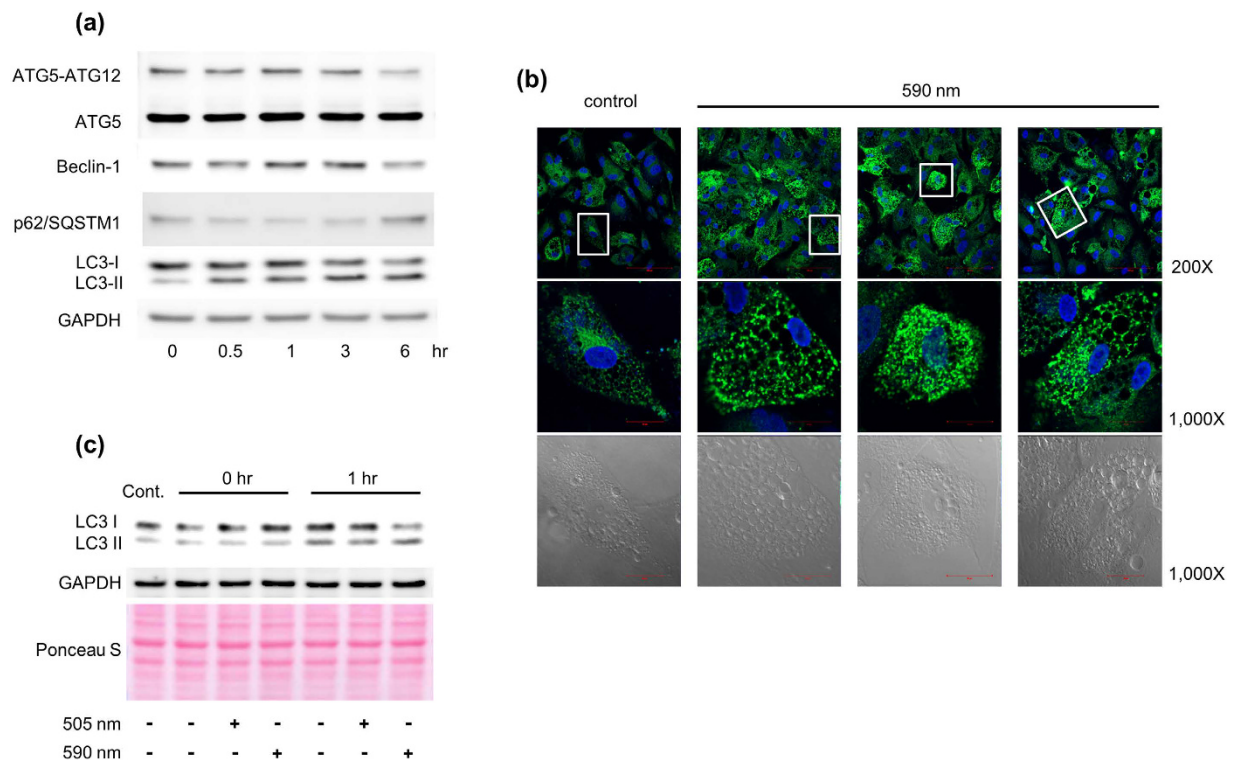 (a)
ATG5-ATG12
ATG5
Beclin-1
p62/SQSTM1
LC3-I
LC3-II
GAPDH
0 0.5 1 3 6 hr
(b)
control 590 nm
200X
1,000X
1,000X
(c)
Cont. 0 hr 1 hr
LC3 I
LC3 II
GAPDH
Ponceau S
505 nm - - + - - + -
590 nm - - - + - - +